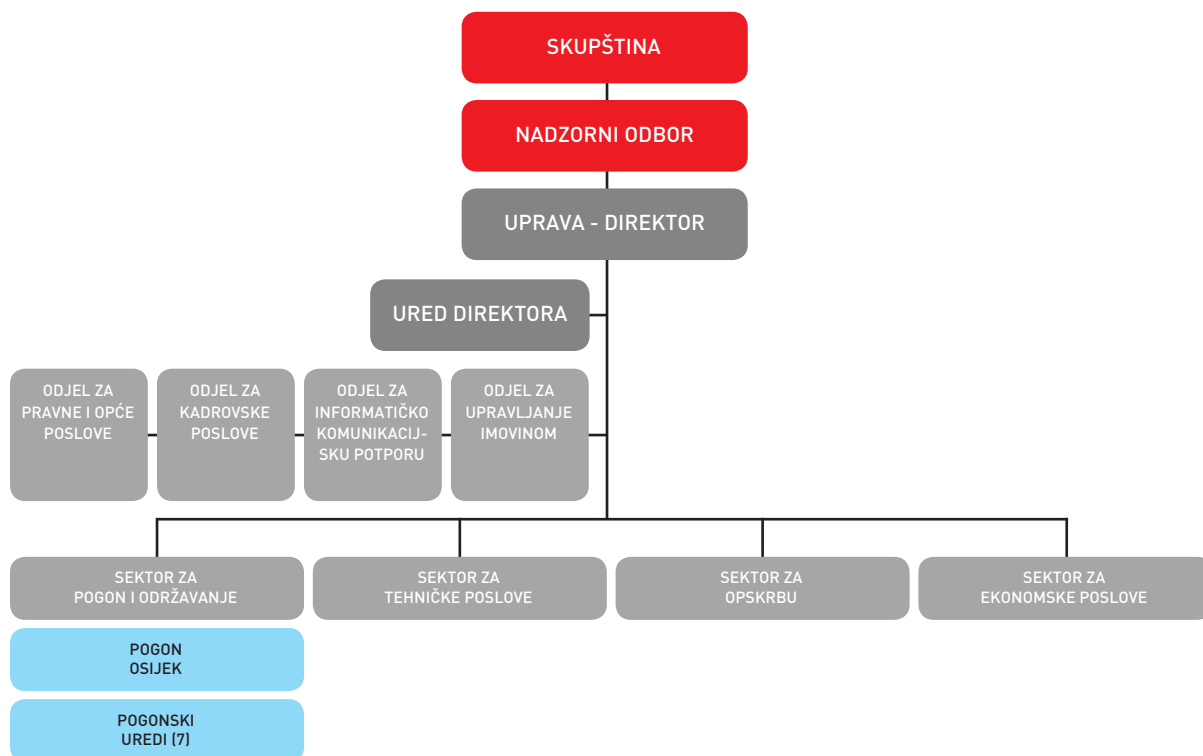 SKUPŠTINA
NADZORNI ODBOR
UPRAVA - DIREKTOR
URED DIREKTORA
ODJEL ZA
PRAVNE I OPĆE
POSLOVE
ODJEL ZA
KADROVSKE
POSLOVE
ODJEL ZA
INFORMATIČKO
KOMUNIKACIJ-
SKU POTPORU
ODJEL ZA
UPRAVLJANJE
IMOVINOM
SEKTOR ZA
POGON I ODRŽAVANJE
SEKTOR ZA
TEHNIČKE POSLOVE
SEKTOR ZA
OPSKRBU
SEKTOR ZA
EKONOMSKE POSLOVE
POGON
OSIJEK
POGONSKI
UREDI (7)